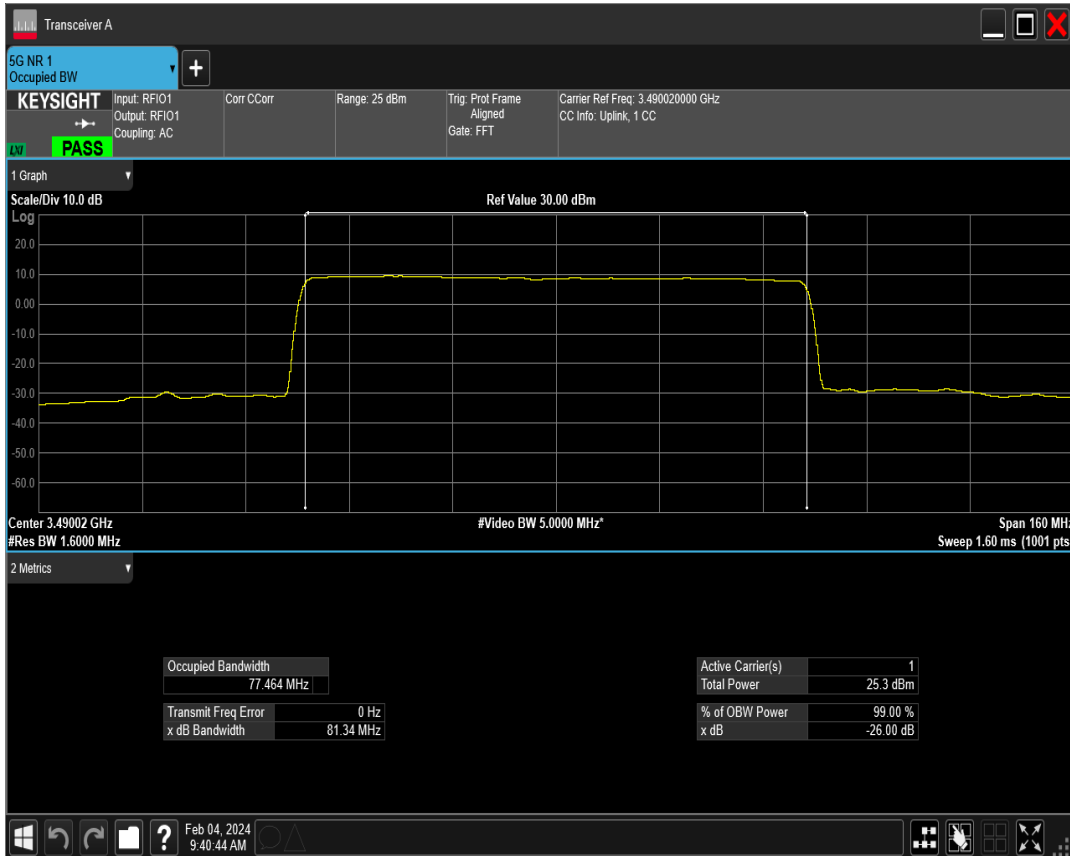 Transceiver A
5G NR 1
Occupied BW
KEYSIGHT
LXI
PASS
Input: RFIO1
Output: RFIO1
Coupling: AC
Corr CCorr
Range: 25 dBm
Trig: Prot Frame
Aligned
Gate: FFT
Carrier Ref Freq: 3.490020000 GHz
CC Info: Uplink, 1 CC
1 Graph
Scale/Div 10.0 dB
Ref Value 30.00 dBm
Log
20.0
10.0
0.00
-10.0
-20.0
-30.0
-40.0
-50.0
-60.0
Center 3.49002 GHz
#Video BW 5.0000 MHz*
Span 160 MHz
#Res BW 1.6000 MHz
Sweep 1.60 ms (1001 pts
2 Metrics
Occupied Bandwidth
77.464 MHz
Transmit Freq Error 0 Hz
x dB Bandwidth 81.34 MHz
Active Carrier(s) 1
Total Power 25.3 dBm
% of OBW Power 99.00 %
x dB -26.00 dB
?
Feb 04, 2024
9:40:44 AM